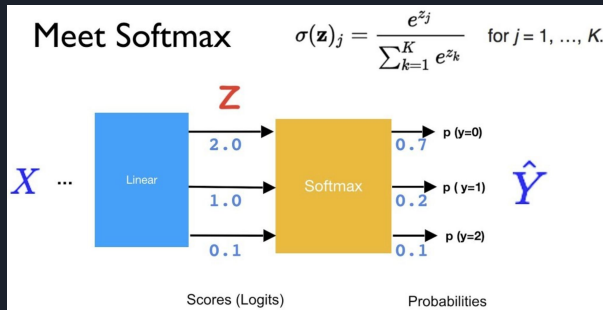 Meet Softmax
σ(z)_j = e^{z_j} / ∑_{k=1}^{K} e^{z_k} for j = 1, ..., K.
Z
2.0 0.7 p (y=0)
X ... Linear 1.0 Softmax 0.2 p ( y=1) Ŷ
0.1 0.1 p (y=2)
Scores (Logits) Probabilities